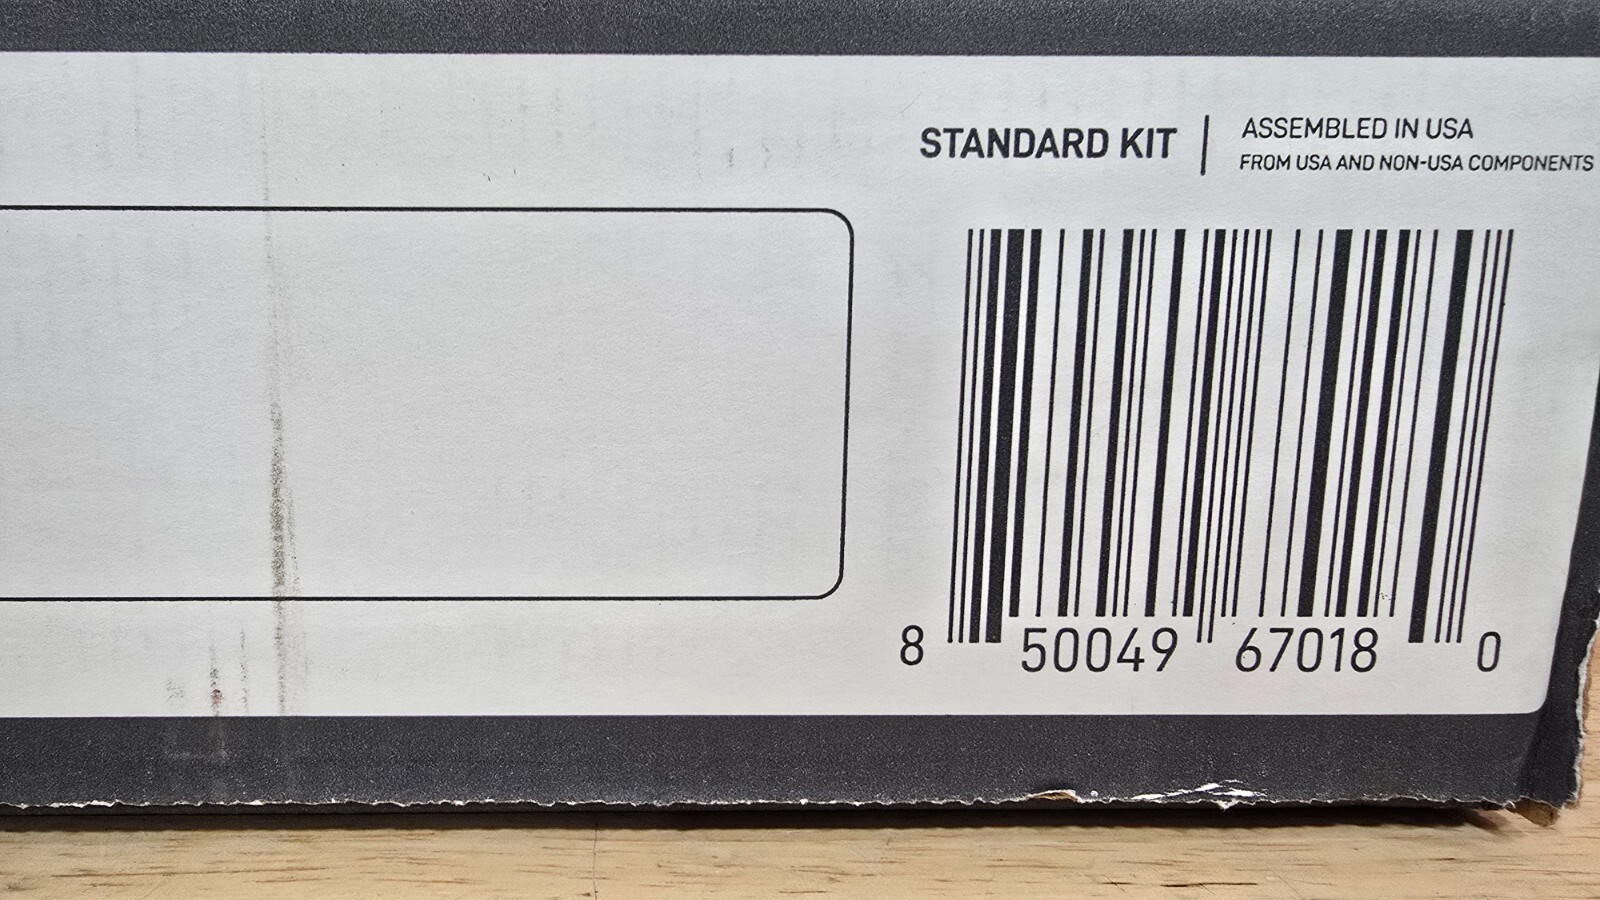 STANDARD KIT
ASSEMBLED IN USA
FROM USA AND NON-USA COMPONENTS
8 50049 67018 0